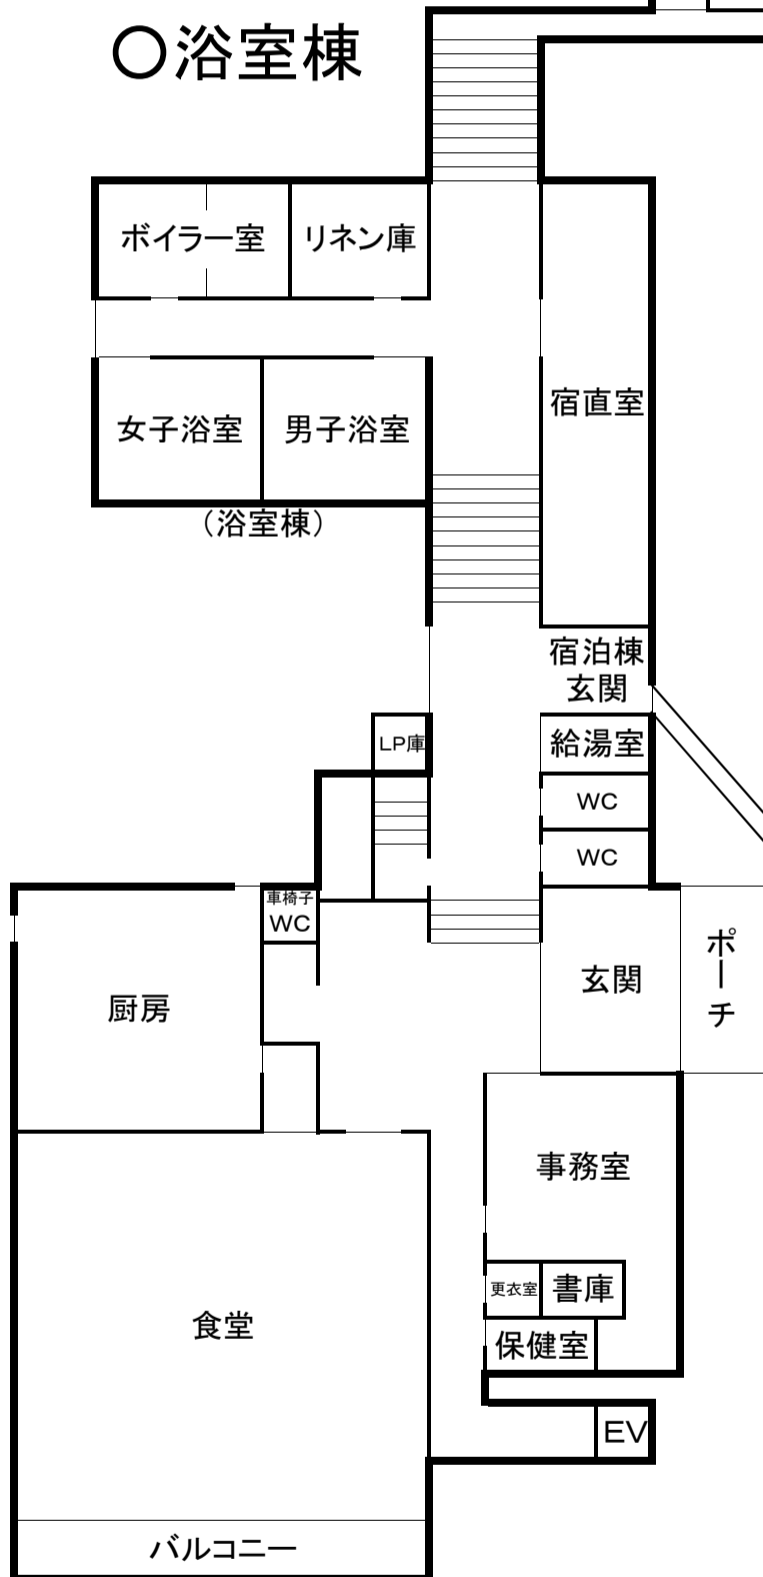 ○浴室棟
ボイラー室
リネン庫
女子浴室
男子浴室
宿直室
（浴室棟）
宿泊棟
玄関
LP庫
給湯室
WC
WC
車椅子
WC
厨房
玄関
ポーチ
事務室
更衣室
書庫
保健室
食堂
EV
バルコニー